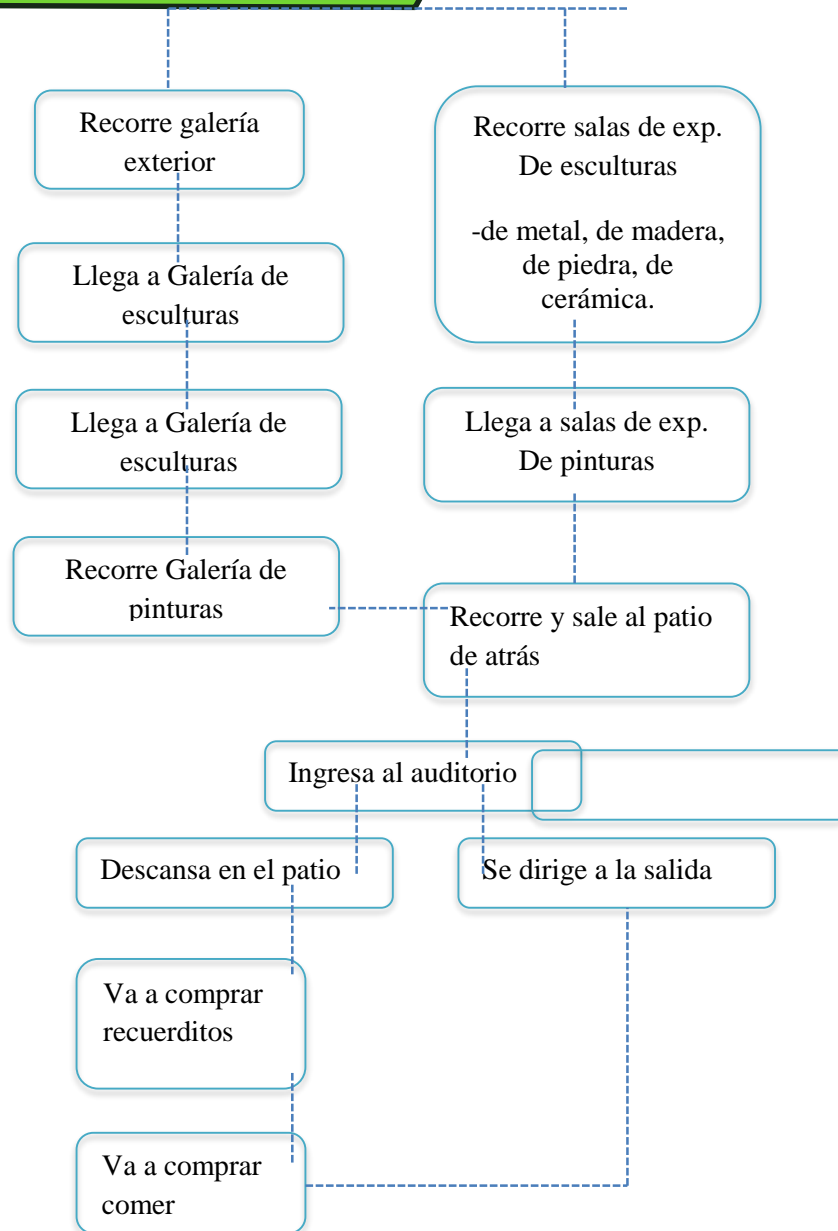 Recorre galería
exterior
Recorre salas de exp.
De esculturas
-de metal, de madera,
de piedra, de
cerámica.
Llega a Galería de
esculturas
Llega a Galería de
esculturas
Llega a salas de exp.
De pinturas
Recorre Galería de
pinturas
Recorre y sale al patio
de atrás
Ingresa al auditorio
Descansa en el patio
Se dirige a la salida
Va a comprar
recuerditos
Va a comprar
comer